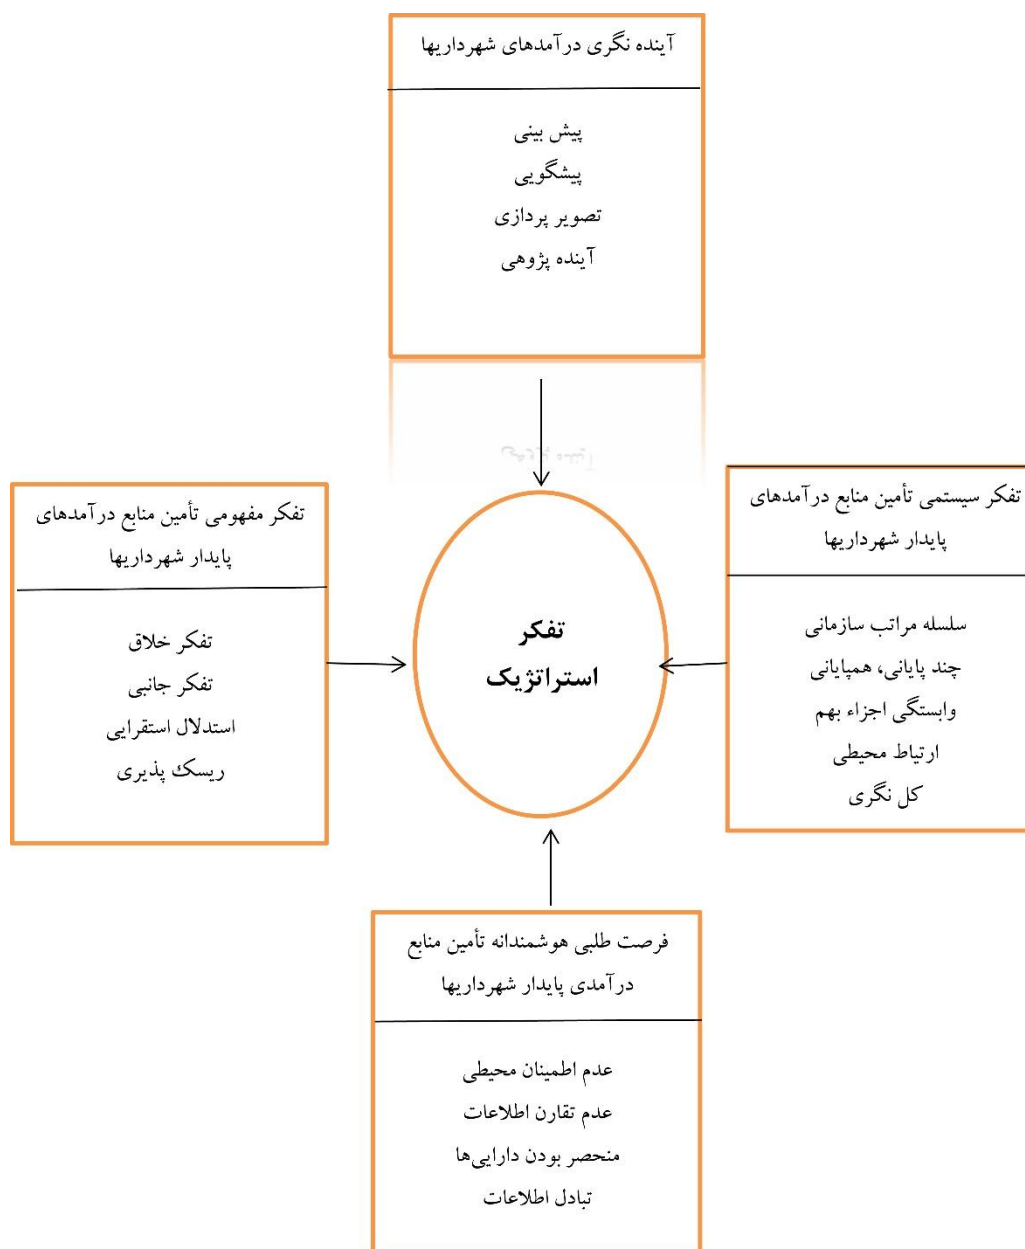 آینده نگری درآمدهای شهرداریها
پیش بینی
پیشگویی
تصویر پردازی
آینده پژوهی
تفکر سیستمی تأمین منابع درآمدهای
پایدار شهرداریها
سلسله مراتب سازمانی
چند پایانی، همپایانی
وابستگی اجزاء بهم
ارتباط محیطی
کل نگری
تفکر
استراتژیک
تفکر مفهومی تأمین منابع درآمدهای
پایدار شهرداریها
تفکر خلاق
تفکر جانبی
استدلال استقرایی
ریسک پذیری
فرصت طلبی هوشمندانه تأمین منابع
درآمدی پایدار شهرداریها
عدم اطمینان محیطی
عدم تقارن اطلاعات
منحصر بودن دارایی‌ها
تبادل اطلاعات